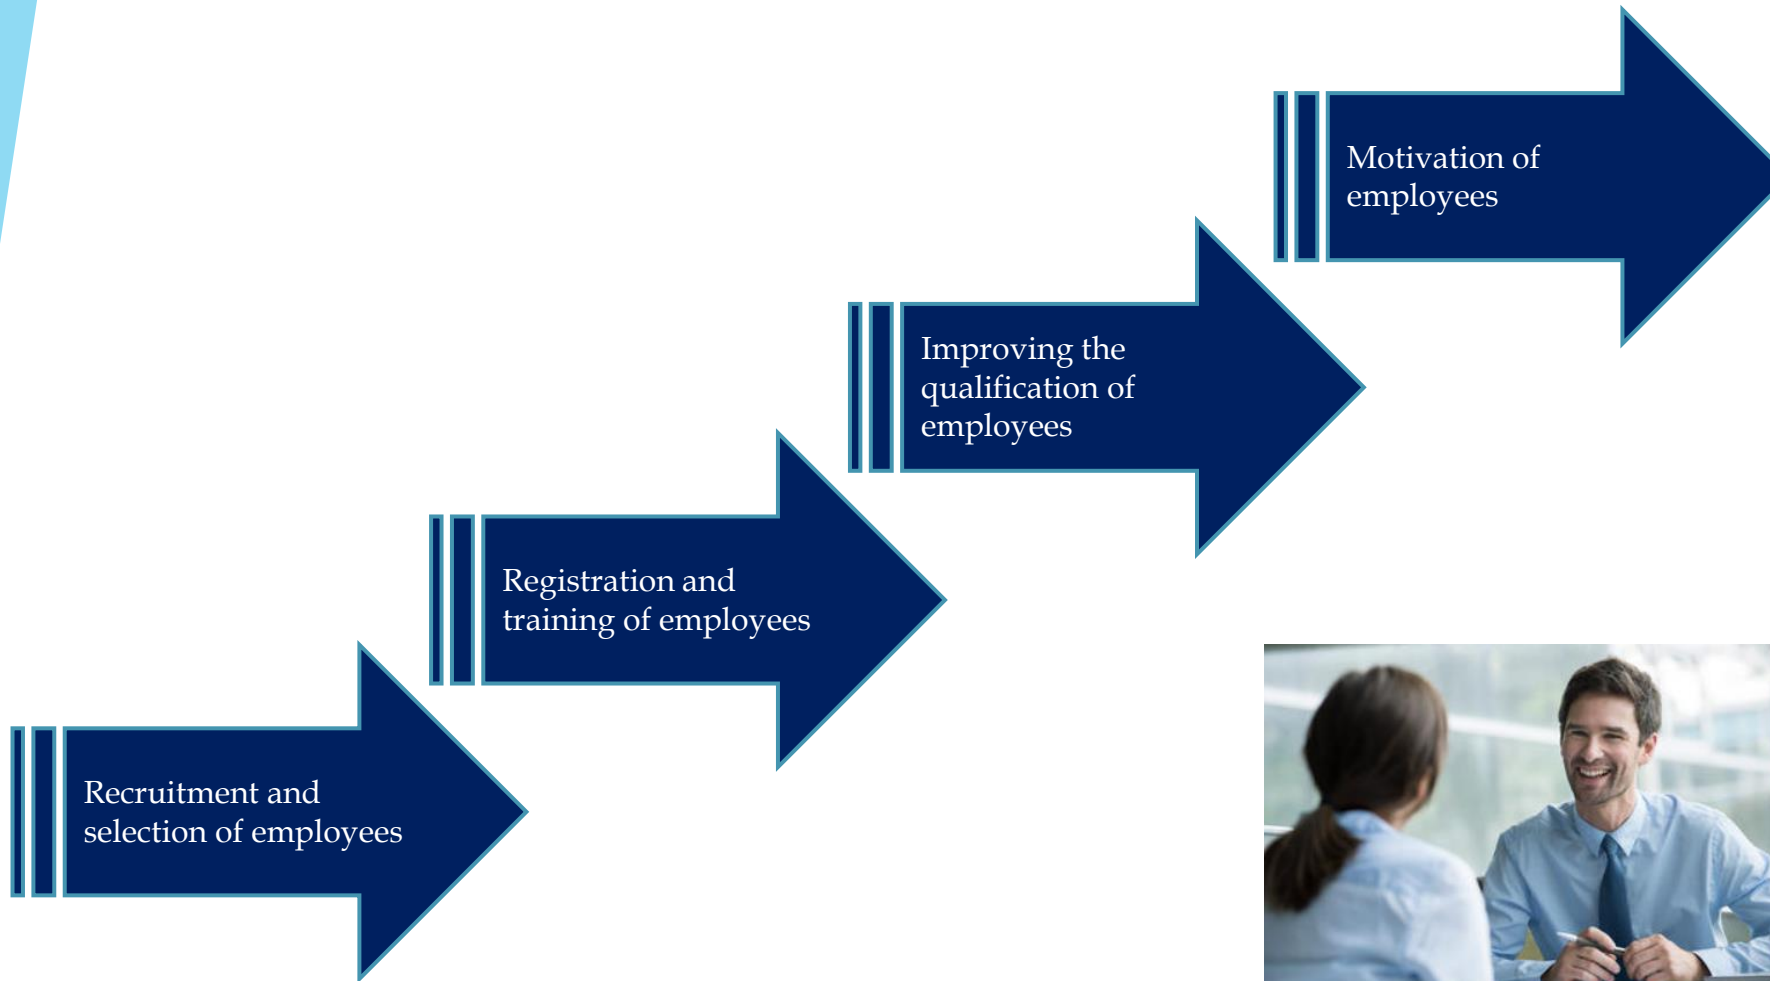 Motivation of
employees
Improving the
qualification of
employees
Registration and
training of employees
Recruitment and
selection of employees